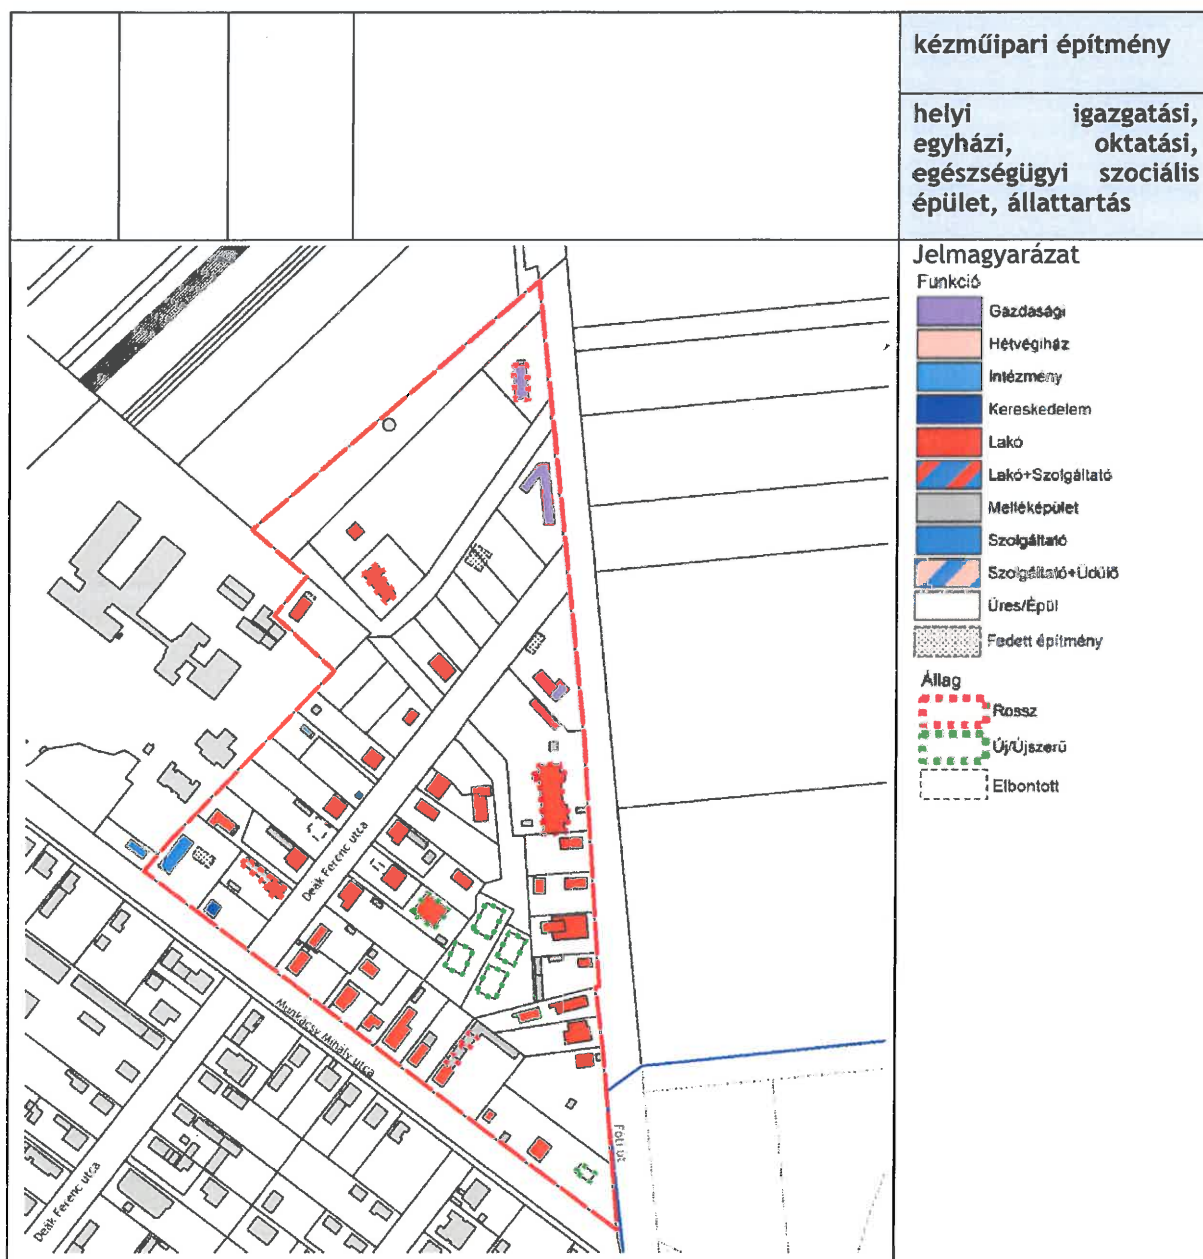 kézműipari építmény
helyi igazgatási,
egyházi, oktatási,
egészségügyi szociális
épület, állattartás
Jelmagyarázat
Funkció
Gazdasági
Hétvégiház
Intézmény
Kereskedelem
Lakó
Lakó+Szolgáltató
Melléképület
Szolgáltató
Szolgáltató+Üdülő
Üres/Épül
Fedett építmény
Állag
Rossz
Új/Újszerű
Elbontott
Deák Ferenc utca
Munkácsy Mihály utca
Fóti út
Deák Ferenc utca